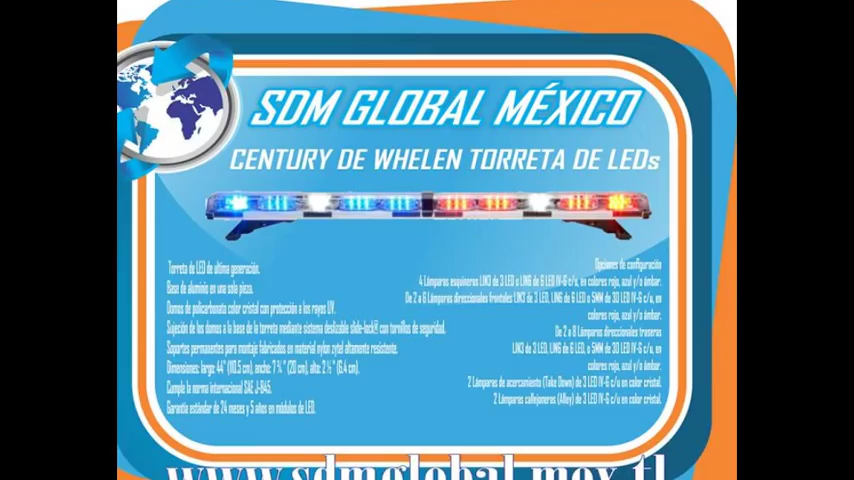 SDM GLOBAL MÉXICO
CENTURY DE WHELEN TORRETA DE LEDs
Torreta de LED de ultima generación.
Base de aluminio en una sola pieza.
Domos de policarbonato color cristal con protección a los rayos UV.
Sujeción de los domos a la base de la torreta mediante sistema deslizable slide-lock® con tornillos de seguridad.
Soportes permanentes para montaje fabricados en material nylon zytel altamente resistente.
Dimensiones: largo: 44" (110.5 cm), ancho: 7 ¾" (20 cm), alto: 2 ½" (6.4 cm).
Cumple la norma internacional SAE J-845.
Garantía estándar de 24 meses y 5 años en módulos de LED.
Opciones de configuración
4 Lámparas esquineras LIN3 de 3 LED o LIN6 de 6 LED IV-G c/u, en colores rojo, azul y/o ámbar.
De 2 a 6 Lámparas direccionales frontales LIN3 de 3 LED, LIN6 de 6 LED o 5MM de 30 LED IV-G c/u, en
colores rojo, azul y/o ámbar.
De 2 a 8 Lámparas direccionales traseras
LIN3 de 3 LED, LIN6 de 6 LED, o 5MM de 30 LED IV-G c/u, en
colores rojo, azul y/o ámbar.
2 Lámparas de acercamiento (Take Down) de 3 LED IV-G c/u en color cristal.
2 Lámparas callejoneras (Alley) de 3 LED IV-G c/u en color cristal.
www.sdmglobal.mex.tl